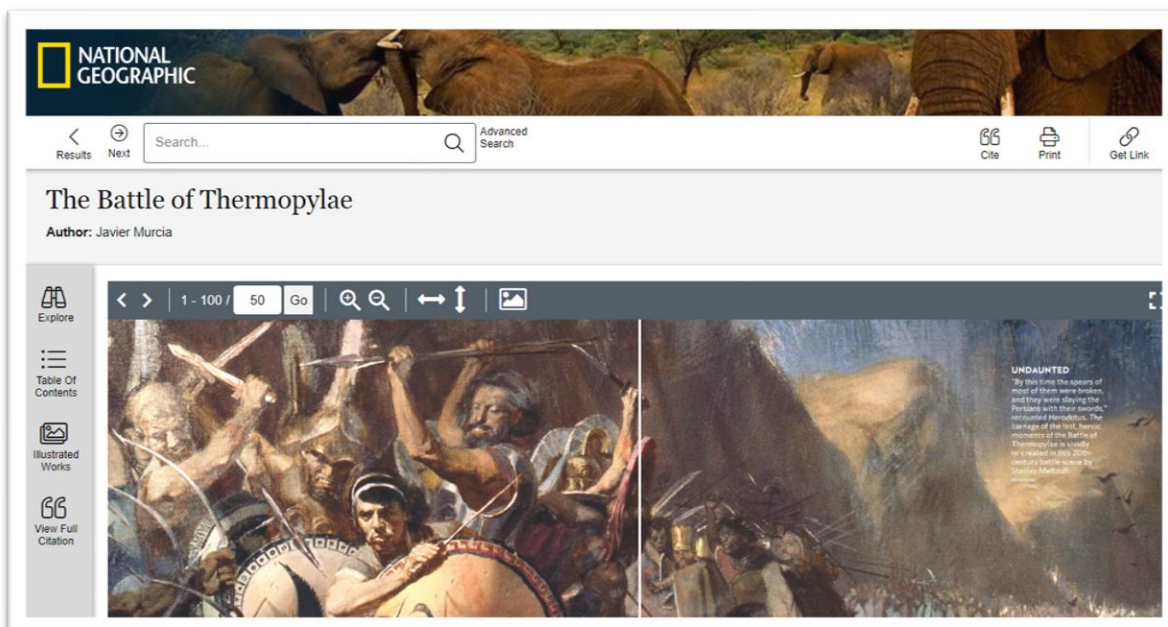 NATIONAL
GEOGRAPHIC
Results
Next
Search...
Advanced
Search
Cite
Print
Get Link
The Battle of Thermopylae
Author: Javier Murcia
Explore
Table Of
Contents
Illustrated
Works
View Full
Citation
1 - 100 /
50
Go
UNDAUNTED
"By this time the spears of
most of them were broken,
and they were slaying the
Persians with their swords,"
recounted Herodotus. The
carnage of the last, heroic
moments of the Battle of
Thermopylae is vividly
re-created in this 20th-
century battle scene by
Stanley Meltzoff.